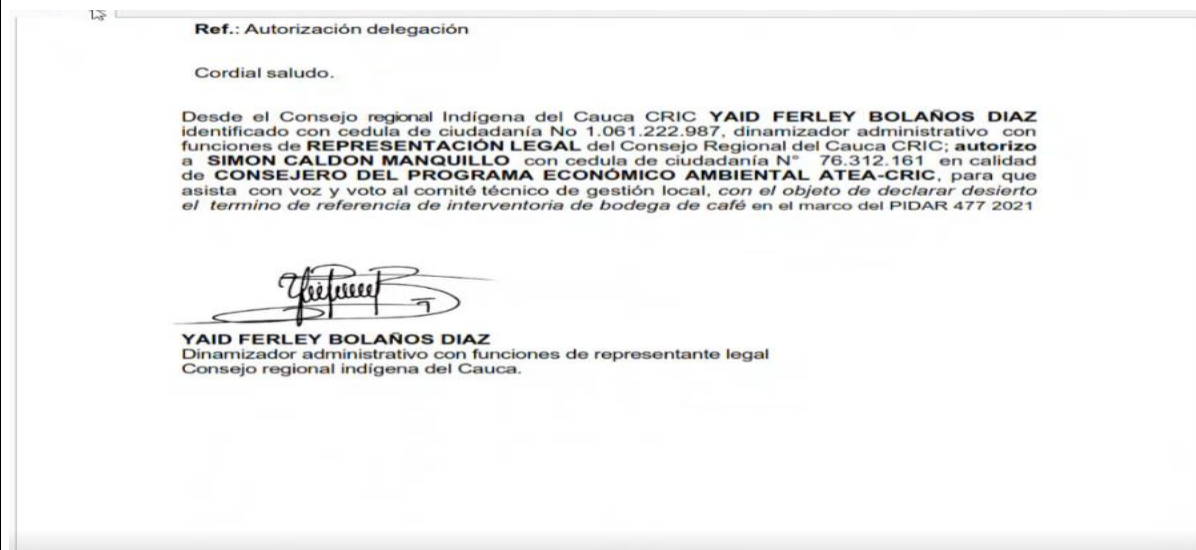 Ref.: Autorización delegación
Cordial saludo.
Desde el Consejo regional Indígena del Cauca CRIC YAID FERLEY BOLAÑOS DIAZ
identificado con cedula de ciudadanía No 1.061.222.987, dinamizador administrativo con
funciones de REPRESENTACIÓN LEGAL del Consejo Regional del Cauca CRIC; autorizo
a SIMON CALDON MANQUILLO con cedula de ciudadanía N° 76.312.161 en calidad
de CONSEJERO DEL PROGRAMA ECONÓMICO AMBIENTAL ATEA-CRIC, para que
asista con voz y voto al comité técnico de gestión local, con el objeto de declarar desierto
el termino de referencia de interventoria de bodega de café en el marco del PIDAR 477 2021
YAID FERLEY BOLAÑOS DIAZ
Dinamizador administrativo con funciones de representante legal
Consejo regional indígena del Cauca.